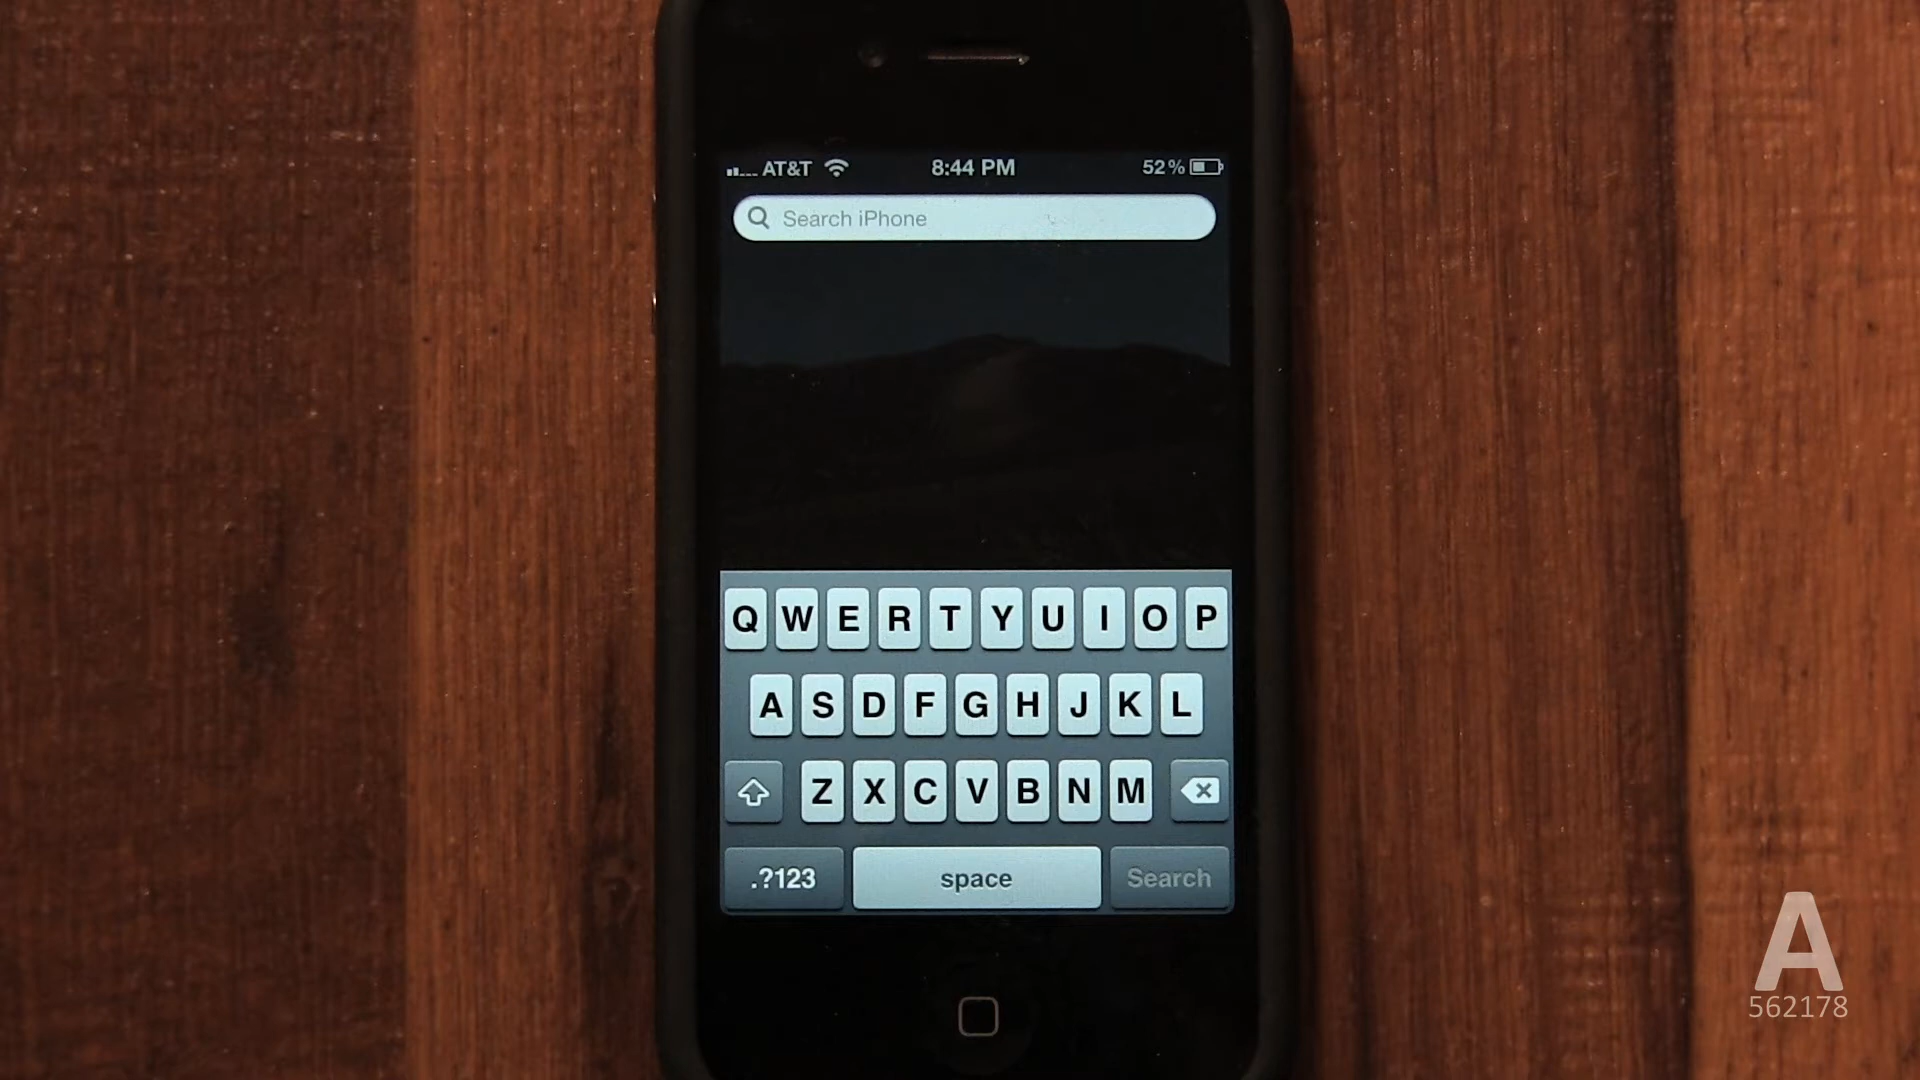 AT&T 8:44 PM 52%
Search iPhone
Q W E R T Y U I O P
A S D F G H J K L
Z X C V B N M
.?123 space Search
A
562178